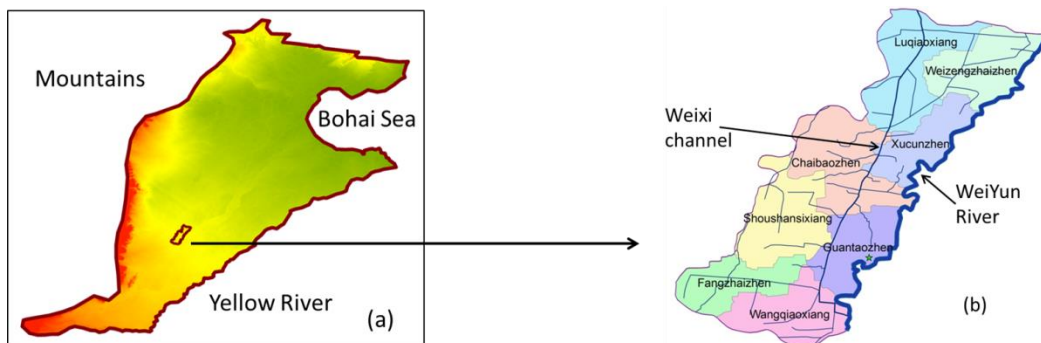 Mountains
Bohai Sea
Yellow River
(a)
Luqiaoxiang
Weizengzhaizhen
Weixi
channel
Xucunzhen
Chaibaozhen
WeiYun
River
Shoushansixiang
Guantaozhen
Fangzhaizhen
Wangqiaoxiang
(b)